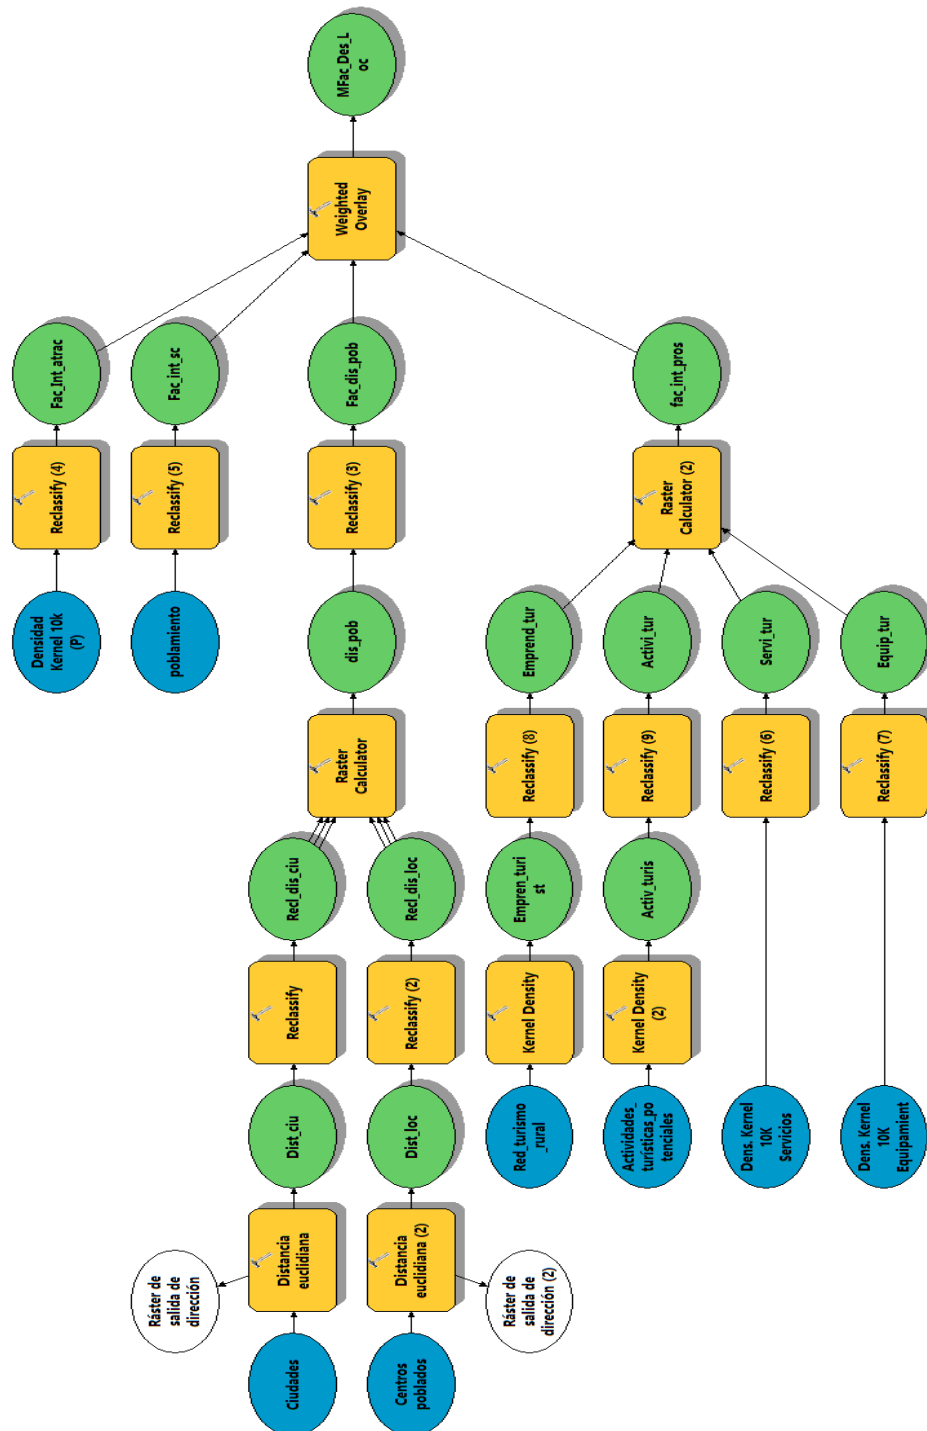 MFac_Des_L
oc
Weighted
Overlay
Fac_Int_atrac
Fac_int_sc
Fac_dis_pob
fac_int_pros
Reclassify (4)
Reclassify (5)
Reclassify (3)
Raster
Calculator (2)
Densidad
Kernel 10k
(P)
poblamiento
dis_pob
Emprend_tur
Activi_tur
Servi_tur
Equip_tur
Raster
Calculator
Reclassify (8)
Reclassify (9)
Reclassify (6)
Reclassify (7)
Recl_dis_ciu
Recl_dis_loc
Empren_turi
st
Activ_turis
Reclassify
Reclassify (2)
Kernel Density
Kernel Density
(2)
Dist_ciu
Dist_loc
Red_turismo
_rural
Actividades_
turísticas_po
tenciales
Dens. Kernel
10K
Servicios
Dens. Kernel
10K
Equipamient
Ráster de
salida de
dirección
Distancia
euclidiana
Distancia
euclidiana (2)
Ráster de
salida de
dirección (2)
Ciudades
Centros
poblados